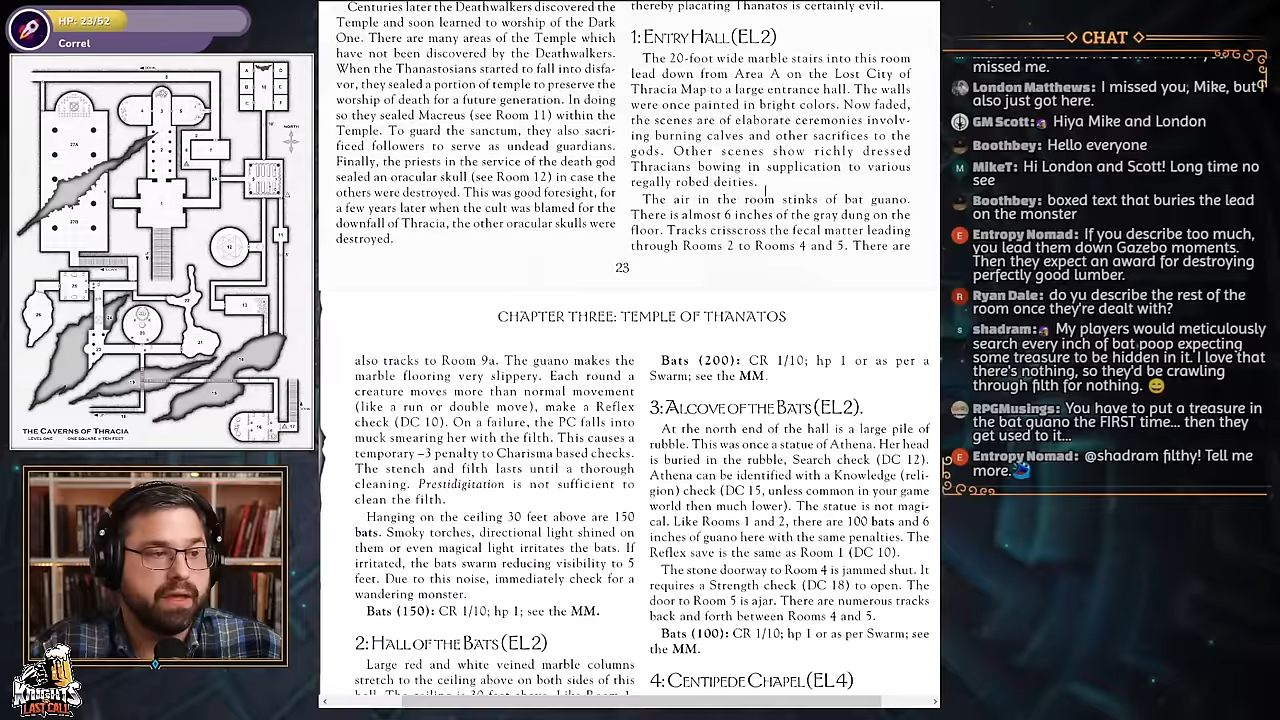 HP: 23/52
Correl
NORTH
THE CAVERNS OF THRACIA
LEVEL ONE ONE SQUARE = TEN FEET
KNIGHTS
OF
LAST CALL
Centuries later the Deathwalkers discovered the
Temple and soon learned to worship of the Dark
One. There are many areas of the Temple which
have not been discovered by the Deathwalkers.
When the Thanastosians started to fall into disfa-
vor, they sealed a portion of temple to preserve the
worship of death for a future generation. In doing
so they sealed Macreus (see Room 11) within the
Temple. To guard the sanctum, they also sacri-
ficed followers to serve as undead guardians.
Finally, the priests in the service of the death god
sealed an oracular skull (see Room 12) in case the
others were destroyed. This was good foresight, for
a few years later when the cult was blamed for the
downfall of Thracia, the other oracular skulls were
destroyed.
thereby placating Thanatos is certainly evil.
1: ENTRY HALL (EL 2)
The 20-foot wide marble stairs into this room
lead down from Area A on the Lost City of
Thracia Map to a large entrance hall. The walls
were once painted in bright colors. Now faded,
the scenes are of elaborate ceremonies involv-
ing burning calves and other sacrifices to the
gods. Other scenes show richly dressed
Thracians bowing in supplication to various
regally robed deities.
The air in the room stinks of bat guano.
There is almost 6 inches of the gray dung on the
floor. Tracks crisscross the fecal matter leading
through Rooms 2 to Rooms 4 and 5. There are
23
CHAPTER THREE: TEMPLE OF THANATOS
also tracks to Room 9a. The guano makes the
marble flooring very slippery. Each round a
creature moves more than normal movement
(like a run or double move), make a Reflex
check (DC 10). On a failure, the PC falls into
muck smearing her with the filth. This causes a
temporary –3 penalty to Charisma based checks.
The stench and filth lasts until a thorough
cleaning. Prestidigitation is not sufficient to
clean the filth.
Hanging on the ceiling 30 feet above are 150
bats. Smoky torches, directional light shined on
them or even magical light irritates the bats. If
irritated, the bats swarm reducing visibility to 5
feet. Due to this noise, immediately check for a
wandering monster.
Bats (150): CR 1/10; hp 1; see the MM.
2: HALL OF THE BATS (EL 2)
Large red and white veined marble columns
stretch to the ceiling above on both sides of this
hall. The ceiling is 30 feet above. Like Room 1,
Bats (200): CR 1/10; hp 1 or as per a
Swarm; see the MM.
3: ALCOVE OF THE BATS (EL 2).
At the north end of the hall is a large pile of
rubble. This was once a statue of Athena. Her head
is buried in the rubble, Search check (DC 12).
Athena can be identified with a Knowledge (reli-
gion) check (DC 15, unless common in your game
world then much lower). The statue is not magi-
cal. Like Rooms 1 and 2, there are 100 bats and 6
inches of guano here with the same penalties. The
Reflex save is the same as Room 1 (DC 10).
The stone doorway to Room 4 is jammed shut. It
requires a Strength check (DC 18) to open. The
door to Room 5 is ajar. There are numerous tracks
back and forth between Rooms 4 and 5.
Bats (100): CR 1/10; hp 1 or as per Swarm; see
the MM.
4: CENTIPEDE CHAPEL (EL 4)
CHAT
missed me.
London Matthews: I missed you, Mike, but I
also just got here.
GM Scott: Hiya Mike and London
Boothbey: Hello everyone
MikeT: Hi London and Scott! Long time no
see
Boothbey: boxed text that buries the lead
on the monster
Entropy Nomad: If you describe too much,
you lead them down Gazebo moments.
Then they expect an award for destroying
perfectly good lumber.
Ryan Dale: do yu describe the rest of the
room once they're dealt with?
shadram: My players would meticulously
search every inch of bat poop expecting
some treasure to be hidden in it. I love that
there's nothing, so they'd be crawling
through filth for nothing. 😄
RPGMusings: You have to put a treasure in
the bat guano the FIRST time... then they
get used to it...
Entropy Nomad: @shadram filthy! Tell me
more.